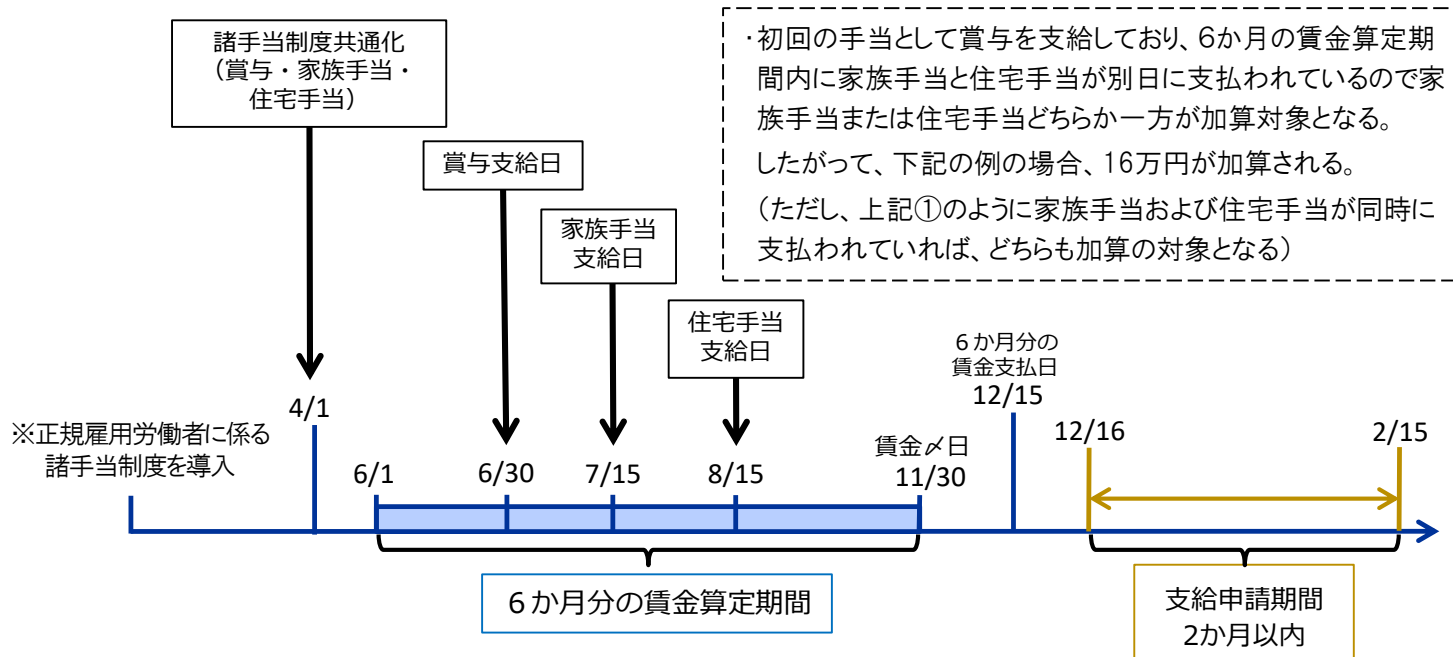 諸手当制度共通化
（賞与・家族手当・
住宅手当）
・初回の手当として賞与を支給しており、6か月の賃金算定期
間内に家族手当と住宅手当が別日に支払われているので家
族手当または住宅手当どちらか一方が加算対象となる。
したがって、下記の例の場合、16万円が加算される。
（ただし、上記①のように家族手当および住宅手当が同時に
支払われていれば、どちらも加算の対象となる）
賞与支給日
家族手当
支給日
住宅手当
支給日
６か月分の
賃金支払日
12/15
4/1
※正規雇用労働者に係る
諸手当制度を導入
6/1
6/30
7/15
8/15
賃金〆日
11/30
12/16
2/15
６か月分の賃金算定期間
支給申請期間
2か月以内